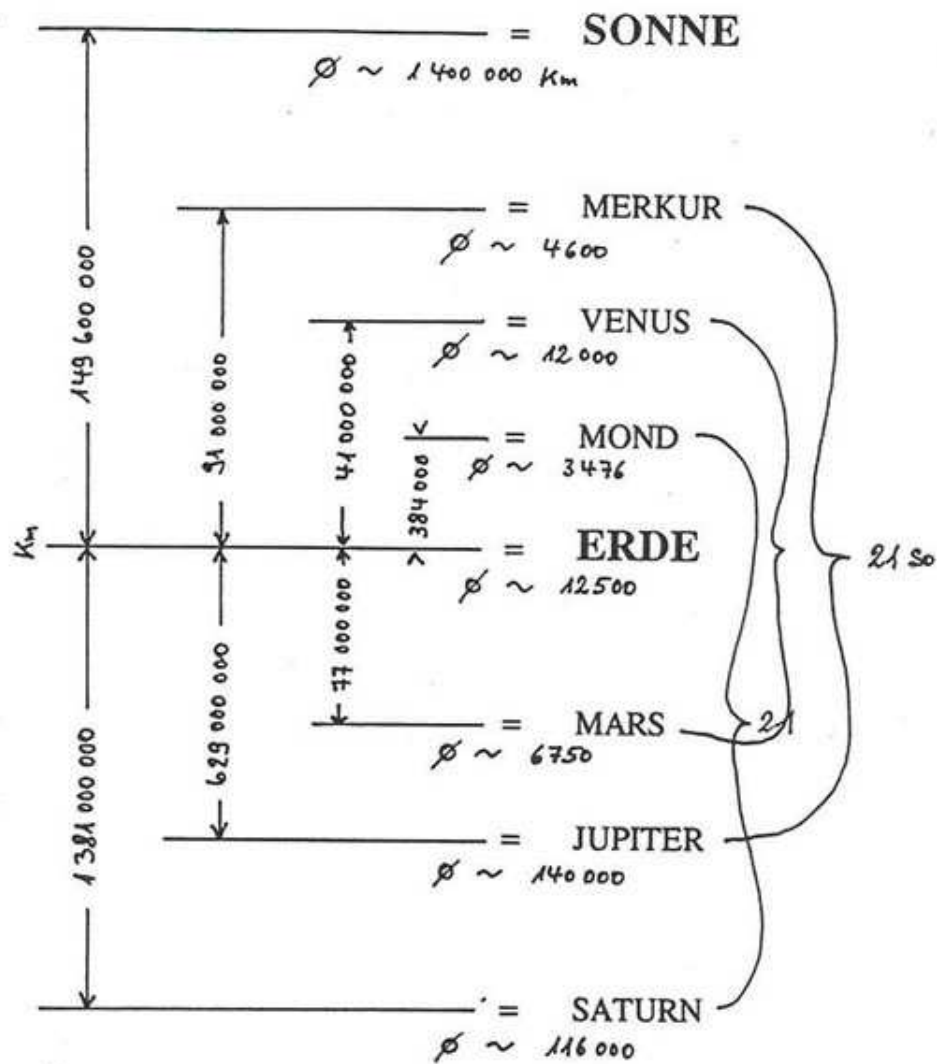 = SONNE
Ø ~ 1 400 000 Km
149 600 000
= MERKUR
Ø ~ 4600
91 000 000
= VENUS
Ø ~ 12 000
41 000 000
= MOND
Ø ~ 3476
384 000
Km
= ERDE
Ø ~ 12500
21 So
77 000 000
= MARS
21
Ø ~ 6750
629 000 000
1 381 000 000
= JUPITER
Ø ~ 140 000
= SATURN
Ø ~ 116 000